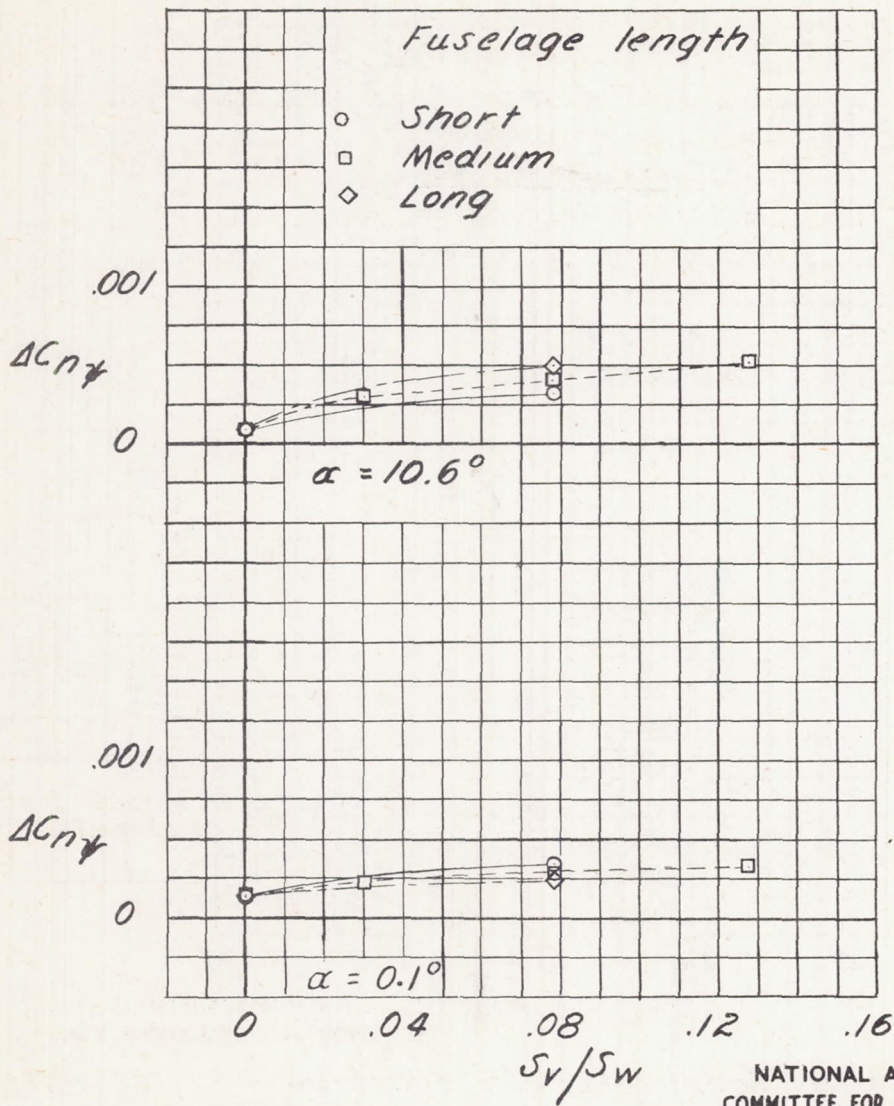 Fuselage length
○ Short
□ Medium
◇ Long
.001
ΔCnψ
0
α = 10.6°
.001
ΔCnψ
0
α = 0.1°
0 .04 .08 .12 .16
Sv/Sw
NATIONAL A
COMMITTEE FOR